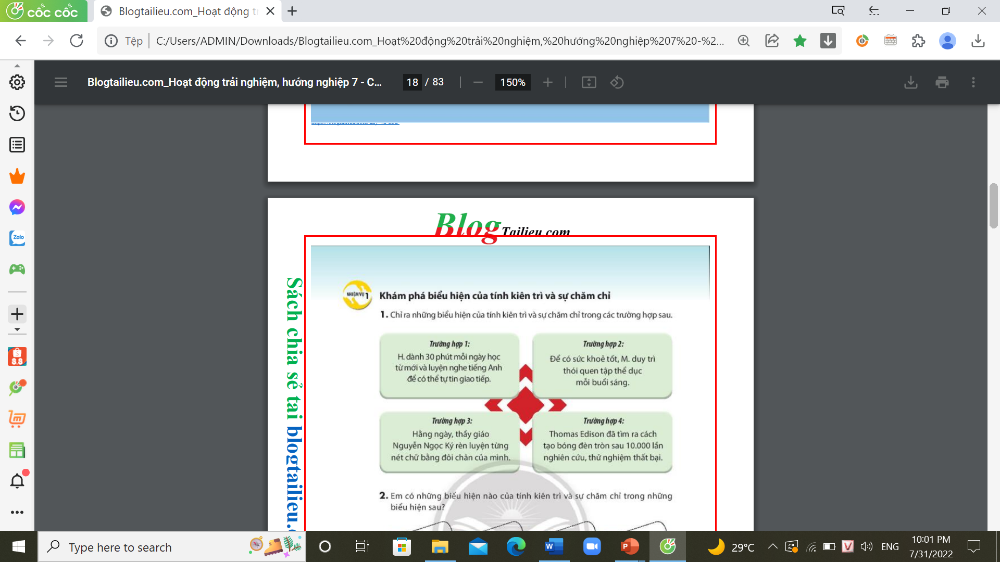 cốc cốc
Blogtailieu.com_Hoạt động
Tệp
C:/Users/ADMIN/Downloads/Blogtailieu.com_Hoạt%20động%20trải%20nghiệm,%20hướng%20nghiệp%207%20-%2...
Blogtailieu.com_Hoạt động trải nghiệm, hướng nghiệp 7 - C...
18 / 83
150%
Blog Tailieu.com
Sách chia sẻ tai blogtailieu.
NHIỆM VỤ 1
Khám phá biểu hiện của tính kiên trì và sự chăm chỉ
1. Chỉ ra những biểu hiện của tính kiên trì và sự chăm chỉ trong các trường hợp sau.
Trường hợp 1:
H. dành 30 phút mỗi ngày học
từ mới và luyện nghe tiếng Anh
để có thể tự tin giao tiếp.
Trường hợp 2:
Để có sức khoẻ tốt, M. duy trì
thói quen tập thể dục
mỗi buổi sáng.
Trường hợp 3:
Hằng ngày, thầy giáo
Nguyễn Ngọc Ký rèn luyện từng
nét chữ bằng đôi chân của mình.
Trường hợp 4:
Thomas Edison đã tìm ra cách
tạo bóng đèn tròn sau 10.000 lần
nghiên cứu, thử nghiệm thất bại.
2. Em có những biểu hiện nào của tính kiên trì và sự chăm chỉ trong những
biểu hiện sau?
Zalo
8.8
Type here to search
29°C
ENG
10:01 PM
7/31/2022